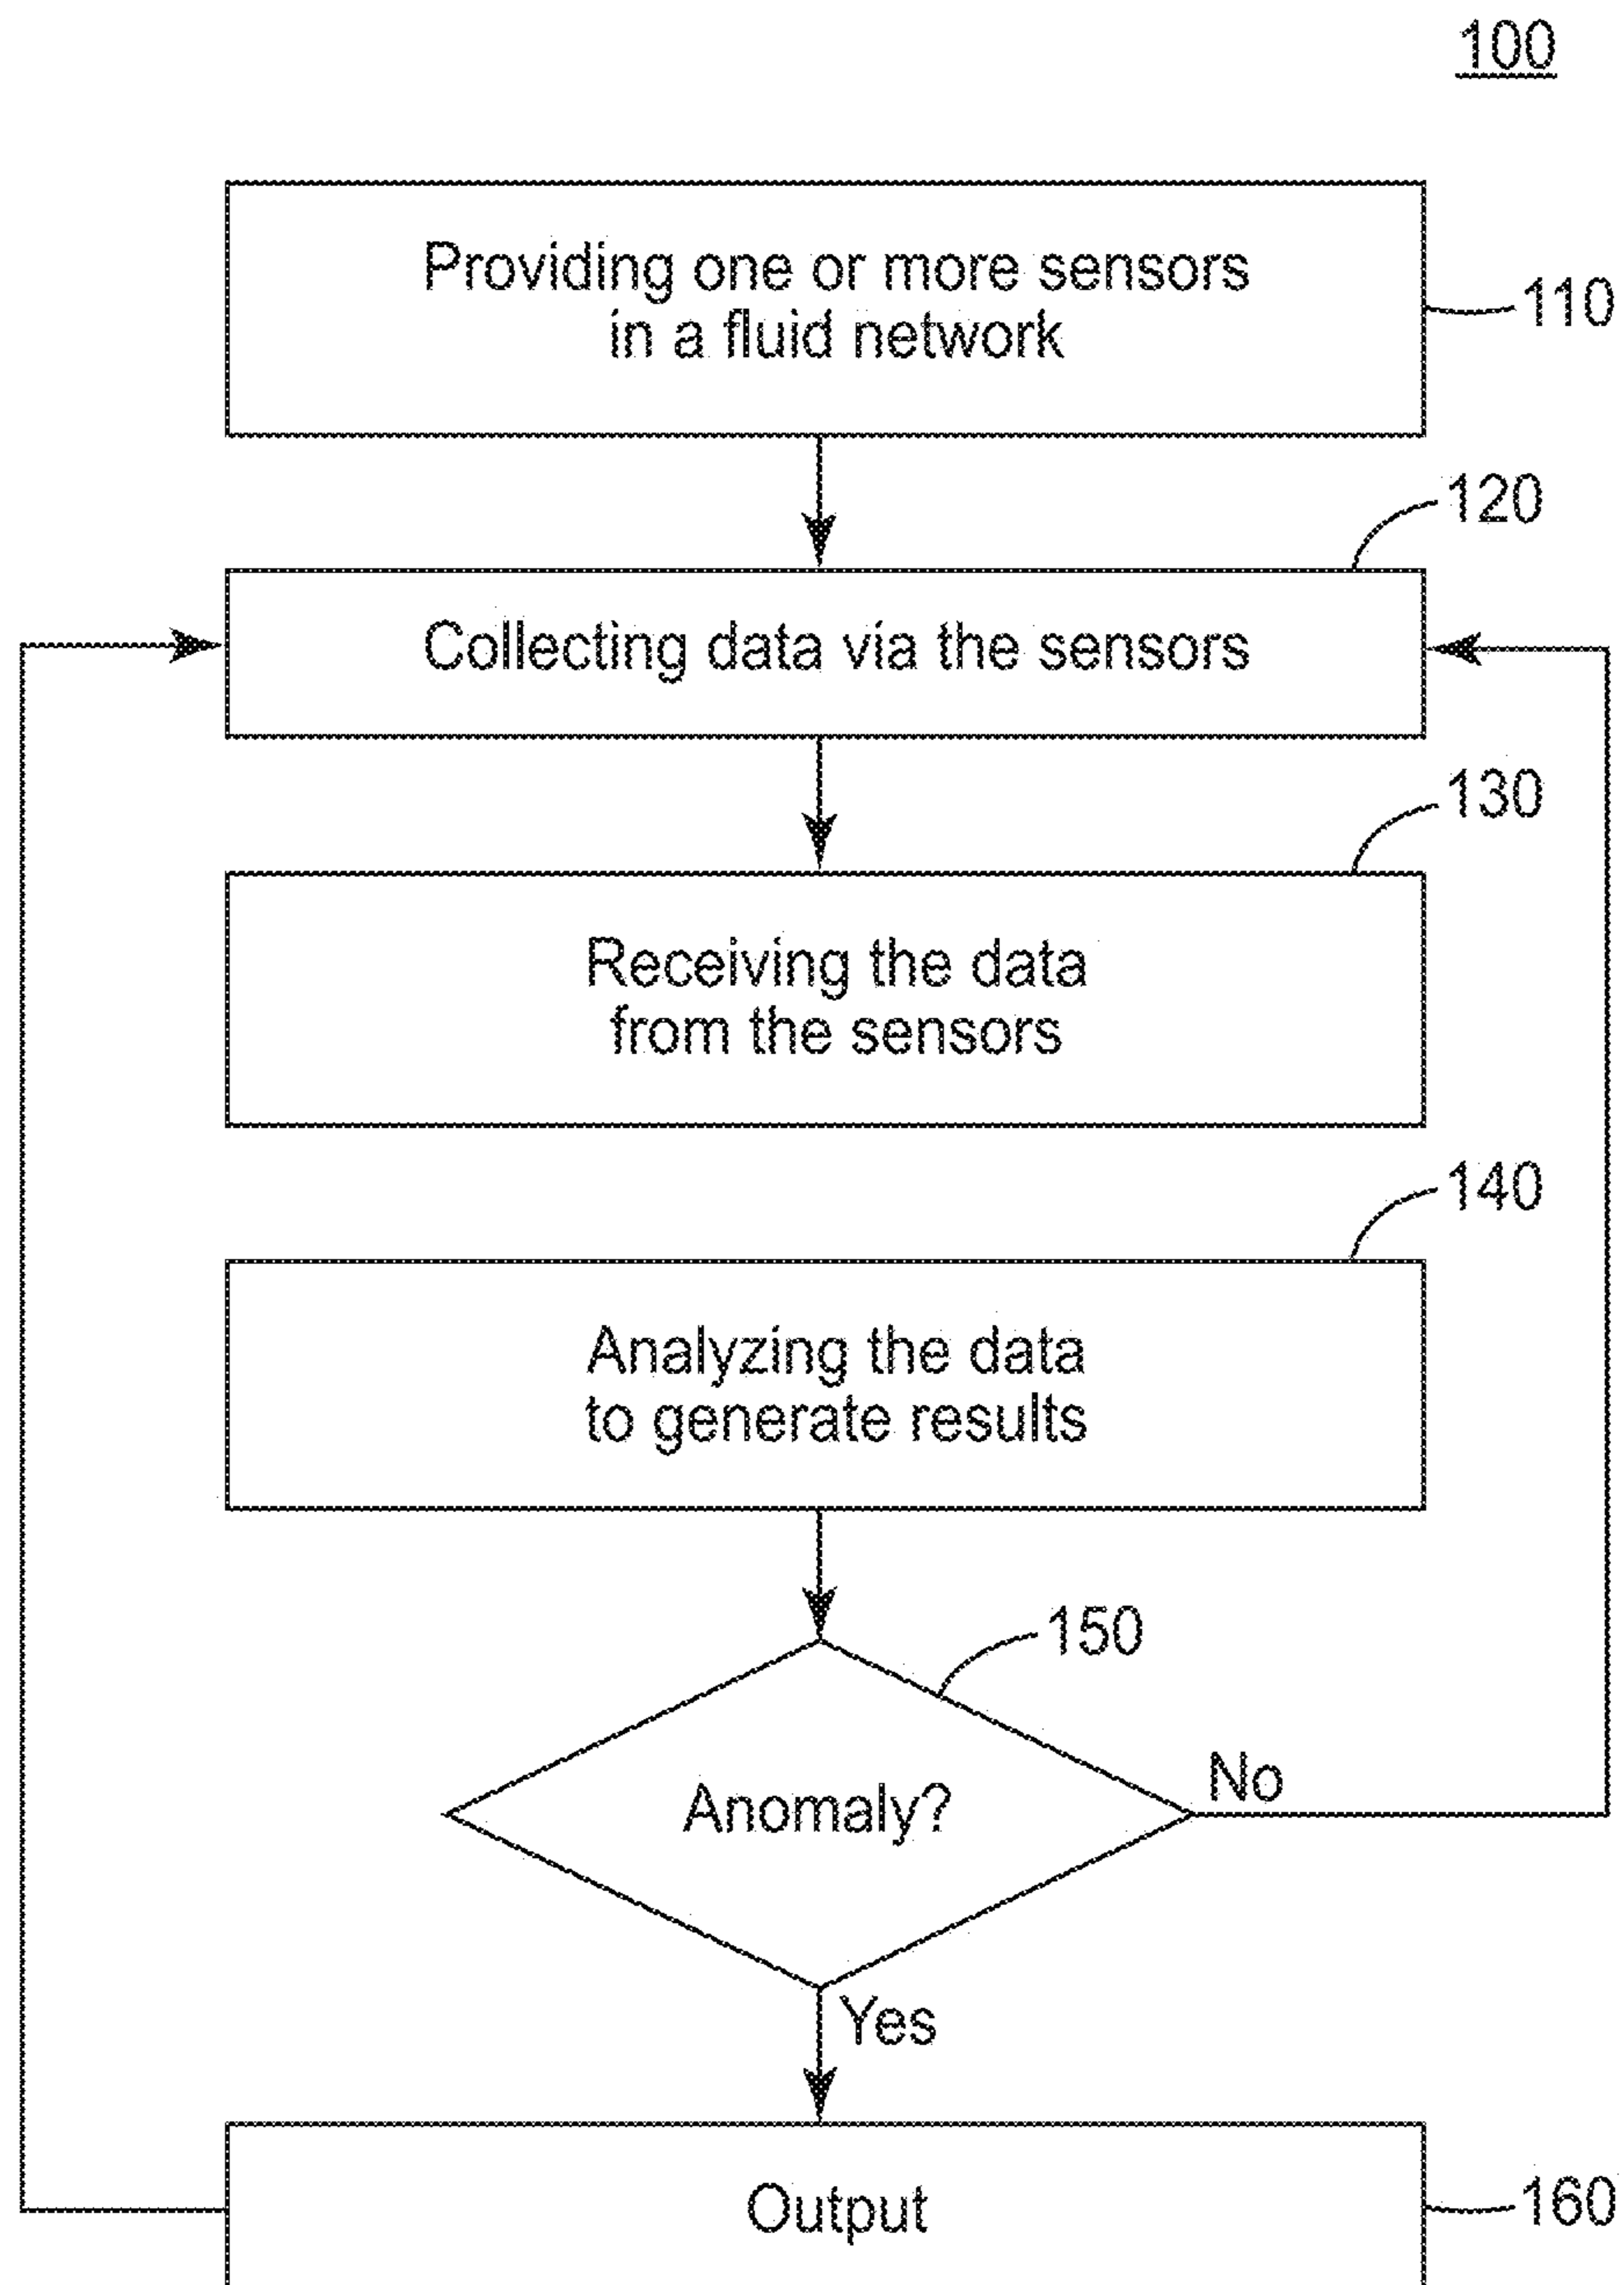 100
Providing one or more sensors
in a fluid network
110
120
Collecting data via the sensors
130
Receiving the data
from the sensors
140
Analyzing the data
to generate results
150
Anomaly?
No
Yes
Output
160